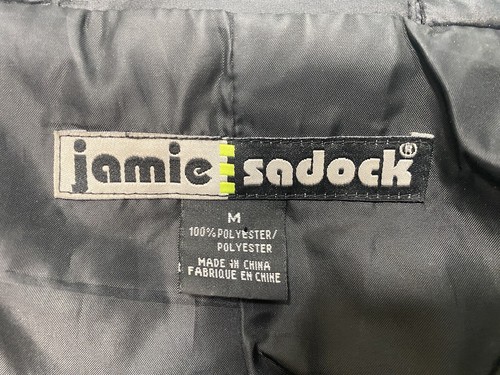 jamie sadock®
M
100% POLYESTER/
POLYESTER
MADE IN CHINA
FABRIQUE EN CHINE